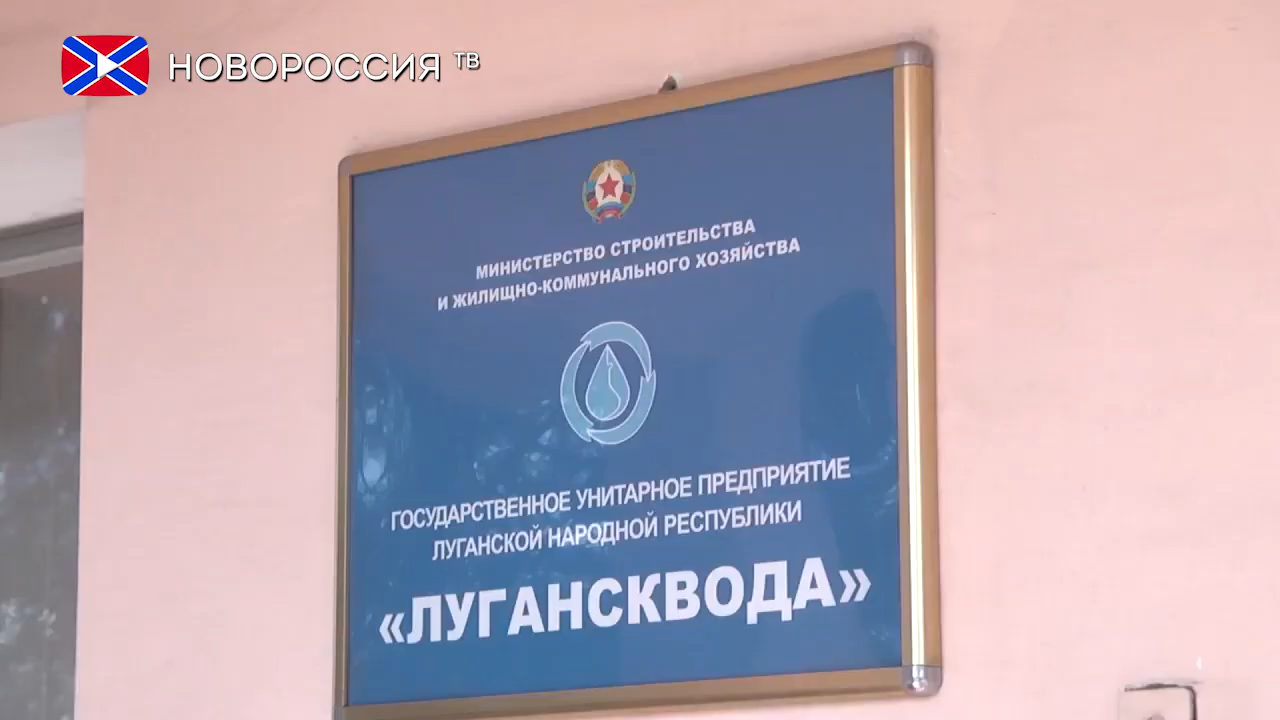 НОВОРОССИЯ ТВ
МИНИСТЕРСТВО СТРОИТЕЛЬСТВА
И ЖИЛИЩНО-КОММУНАЛЬНОГО ХОЗЯЙСТВА
ГОСУДАРСТВЕННОЕ УНИТАРНОЕ ПРЕДПРИЯТИЕ
ЛУГАНСКОЙ НАРОДНОЙ РЕСПУБЛИКИ
«ЛУГАНСКВОДА»